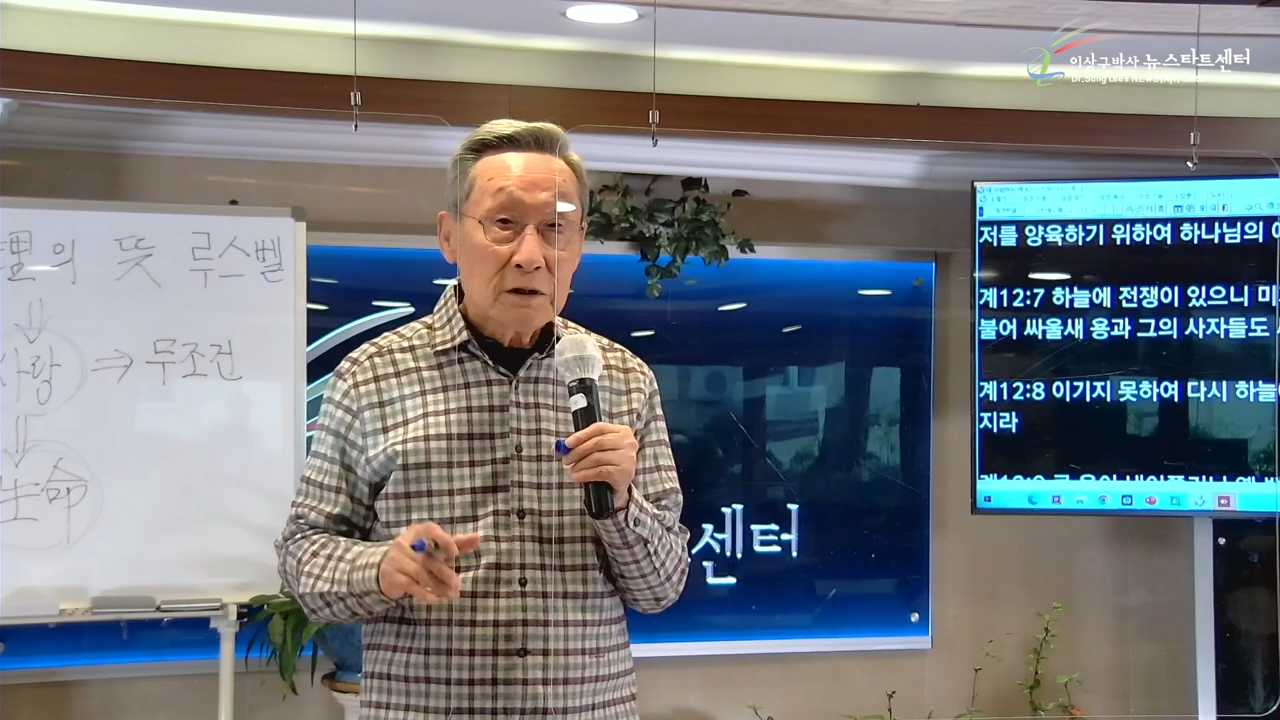 이상구박사 뉴스타트센터
理의 뜻 루스벨
사랑 ⇒ 무조건
生命
센터
저를 양육하기 위하여 하나님의
계12:7 하늘에 전쟁이 있으니
불어 싸울새 용과 그의 사자들도
계12:8 이기지 못하여 다시
지라